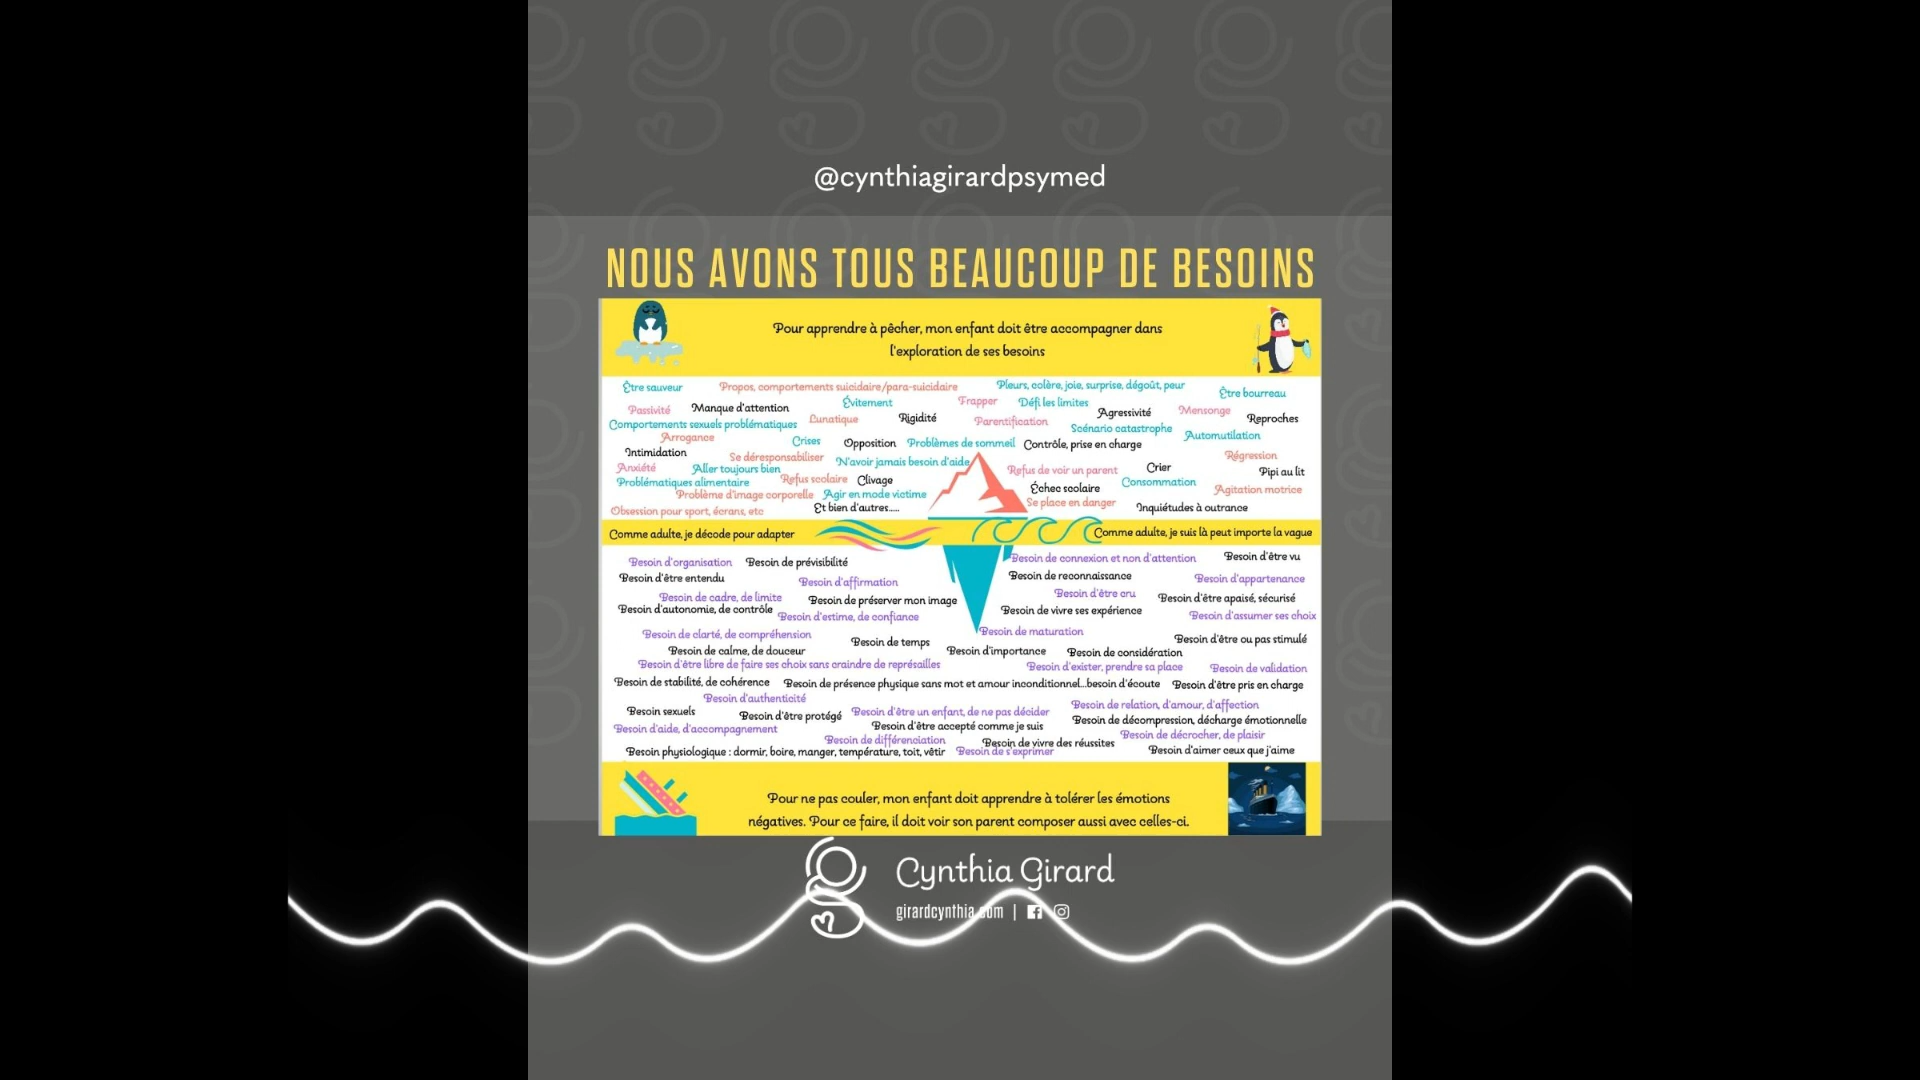 @cynthiagirardpsymed
NOUS AVONS TOUS BEAUCOUP DE BESOINS
Pour apprendre à pêcher, mon enfant doit être accompagner dans
l'exploration de ses besoins
Être sauveur
Propos, comportements suicidaire/para-suicidaire
Pleurs, colère, joie, surprise, dégoût, peur
Être bourreau
Passivité
Manque d'attention
Évitement
Frapper
Défi les limites
Agressivité
Mensonge
Reproches
Comportements sexuels problématiques
Lunatique
Rigidité
Parentification
Scénario catastrophe
Automutilation
Arrogance
Crises
Opposition
Problèmes de sommeil
Contrôle, prise en charge
Intimidation
Se déresponsabiliser
N'avoir jamais besoin d'aide
Régression
Anxiété
Aller toujours bien
Refus de voir un parent
Crier
Pipi au lit
Problématiques alimentaire
Refus scolaire
Clivage
Échec scolaire
Consommation
Agitation motrice
Problème d'image corporelle
Agir en mode victime
Se place en danger
Obsession pour sport, écrans, etc
Et bien d'autres.....
Inquiétudes à outrance
Comme adulte, je décode pour adapter
Comme adulte, je suis là peut importe la vague
Besoin d'organisation
Besoin de prévisibilité
Besoin de connexion et non d'attention
Besoin d'être vu
Besoin d'être entendu
Besoin d'affirmation
Besoin de reconnaissance
Besoin d'appartenance
Besoin de cadre, de limite
Besoin de préserver mon image
Besoin d'être cru
Besoin d'être apaisé, sécurisé
Besoin d'autonomie, de contrôle
Besoin d'estime, de confiance
Besoin de vivre ses expérience
Besoin d'assumer ses choix
Besoin de clarté, de compréhension
Besoin de temps
Besoin de maturation
Besoin d'être ou pas stimulé
Besoin de calme, de douceur
Besoin d'importance
Besoin de considération
Besoin d'être libre de faire ses choix sans craindre de représailles
Besoin d'exister, prendre sa place
Besoin de validation
Besoin de stabilité, de cohérence
Besoin de présence physique sans mot et amour inconditionnel...besoin d'écoute
Besoin d'être pris en charge
Besoin d'authenticité
Besoin sexuels
Besoin d'être protégé
Besoin d'être un enfant, de ne pas décider
Besoin de relation, d'amour, d'affection
Besoin d'aide, d'accompagnement
Besoin d'être accepté comme je suis
Besoin de décompression, décharge émotionnelle
Besoin de différenciation
Besoin de vivre des réussites
Besoin de décrocher, de plaisir
Besoin physiologique : dormir, boire, manger, température, toit, vêtir
Besoin de s'exprimer
Besoin d'aimer ceux que j'aime
Pour ne pas couler, mon enfant doit apprendre à tolérer les émotions
négatives. Pour ce faire, il doit voir son parent composer aussi avec celles-ci.
Cynthia Girard
girardcynthia.com |